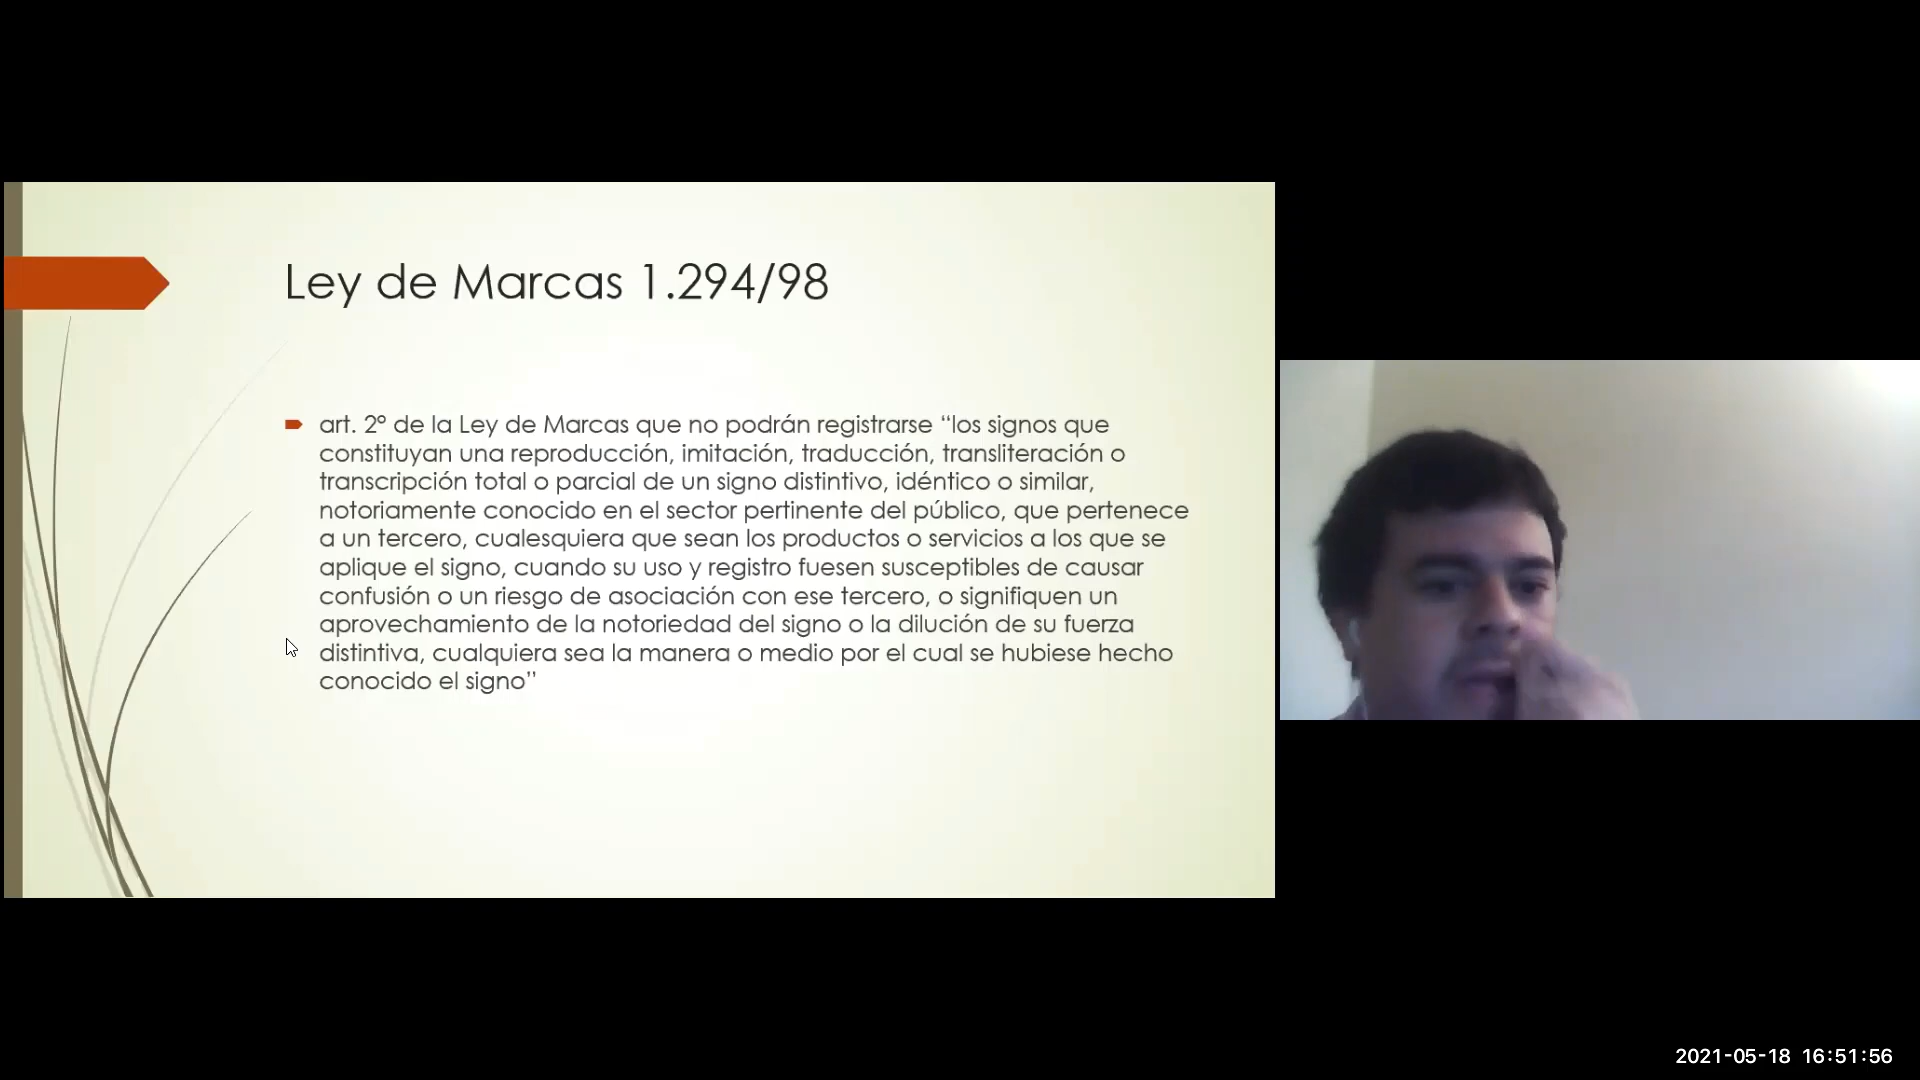 Ley de Marcas 1.294/98
art. 2º de la Ley de Marcas que no podrán registrarse “los signos que
constituyan una reproducción, imitación, traducción, transliteración o
transcripción total o parcial de un signo distintivo, idéntico o similar,
notoriamente conocido en el sector pertinente del público, que pertenece
a un tercero, cualesquiera que sean los productos o servicios a los que se
aplique el signo, cuando su uso y registro fuesen susceptibles de causar
confusión o un riesgo de asociación con ese tercero, o signifiquen un
aprovechamiento de la notoriedad del signo o la dilución de su fuerza
distintiva, cualquiera sea la manera o medio por el cual se hubiese hecho
conocido el signo”
2021-05-18 16:51:56